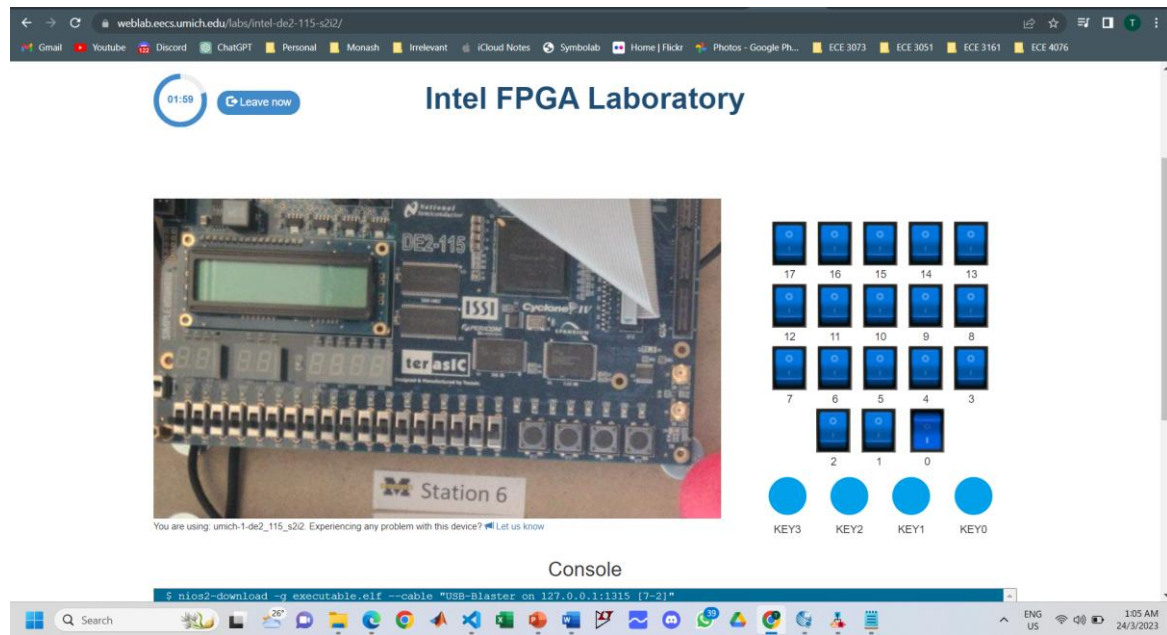 weblab.eecs.umich.edu/labs/intel-de2-115-s2i2/
Gmail Youtube Discord ChatGPT Personal Monash Irrelevant iCloud Notes Symbolab Home | Flickr Photos - Google Ph... ECE 3073 ECE 3051 ECE 3161 ECE 4076
01:59 Leave now
Intel FPGA Laboratory
National
Semiconductor
DE2-115
ISSI Cyclone IV
terasIC
Station 6
17 16 15 14 13
12 11 10 9 8
7 6 5 4 3
2 1 0
KEY3 KEY2 KEY1 KEY0
You are using: umich-1-de2_115_s2i2. Experiencing any problem with this device? Let us know
Console
$ nios2-download -g executable.elf --cable "USB-Blaster on 127.0.0.1:1315 [7-2]"
Search
26°
39
ENG
US
1:05 AM
24/3/2023